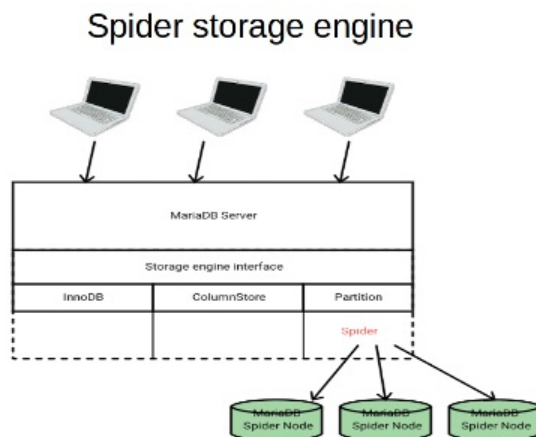 Spider storage engine
MariaDB Server
Storage engine interface
InnoDB ColumnStore Partition
Spider
MariaDB MariaDB MariaDB
Spider Node Spider Node Spider Node